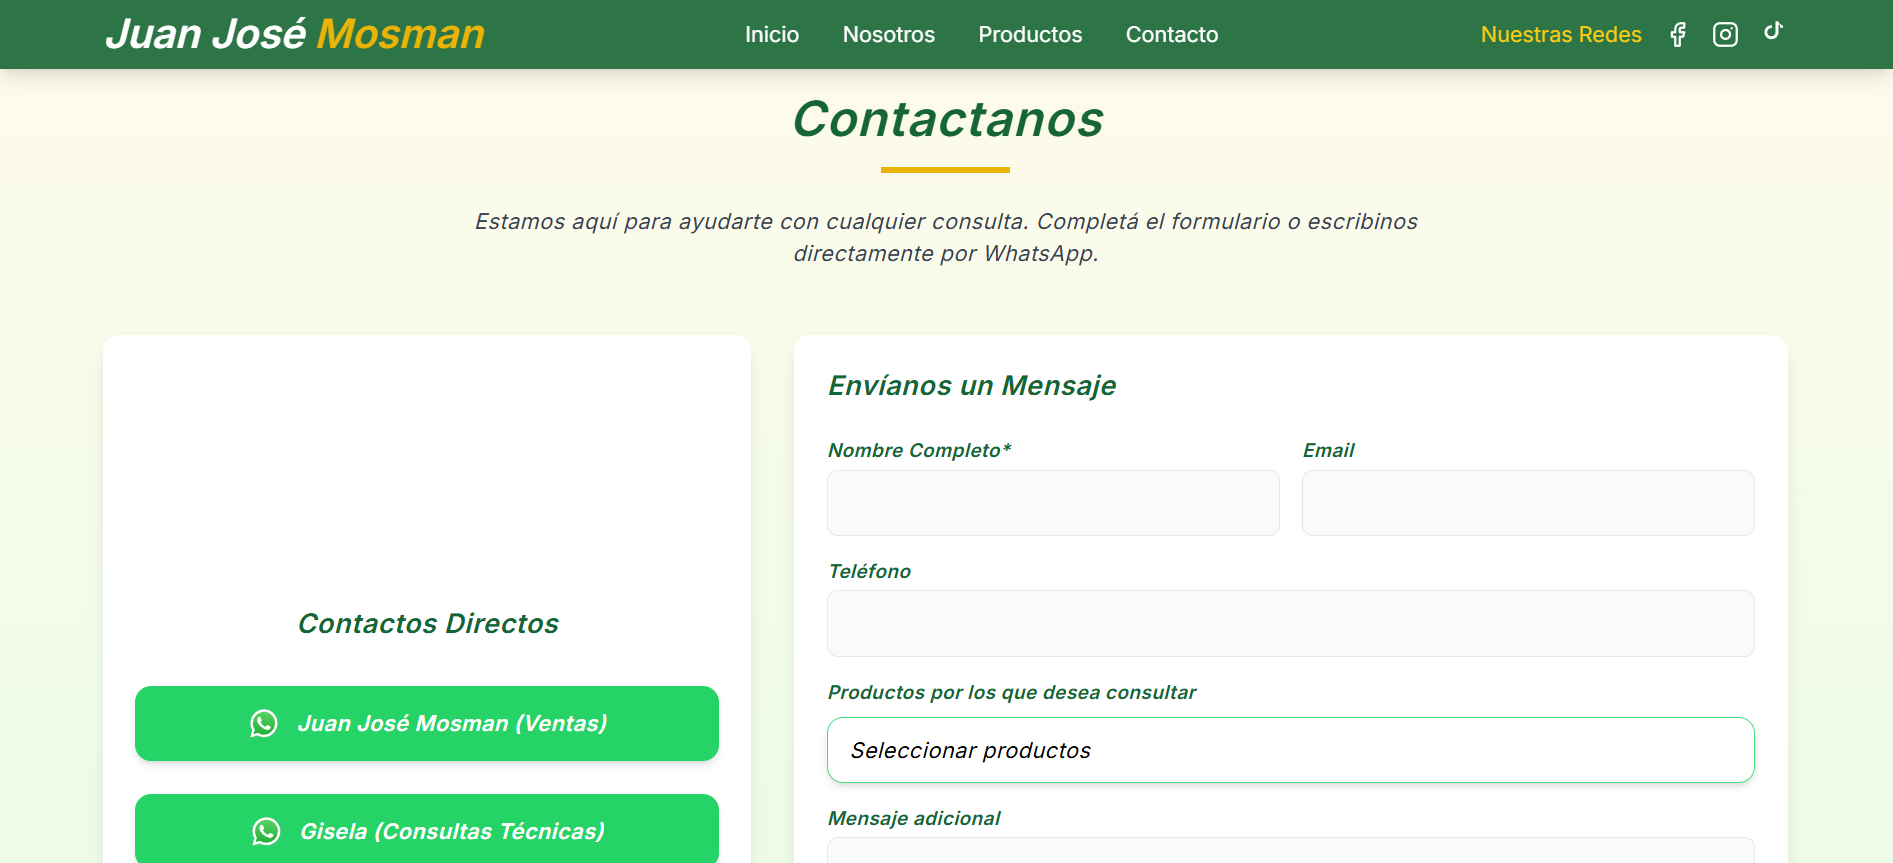 Juan José Mosman
Inicio Nosotros Productos Contacto
Nuestras Redes
Contactanos
Estamos aquí para ayudarte con cualquier consulta. Completá el formulario o escribinos
directamente por WhatsApp.
Contactos Directos
Juan José Mosman (Ventas)
Gisela (Consultas Técnicas)
Envíanos un Mensaje
Nombre Completo*
Email
Teléfono
Productos por los que desea consultar
Seleccionar productos
Mensaje adicional